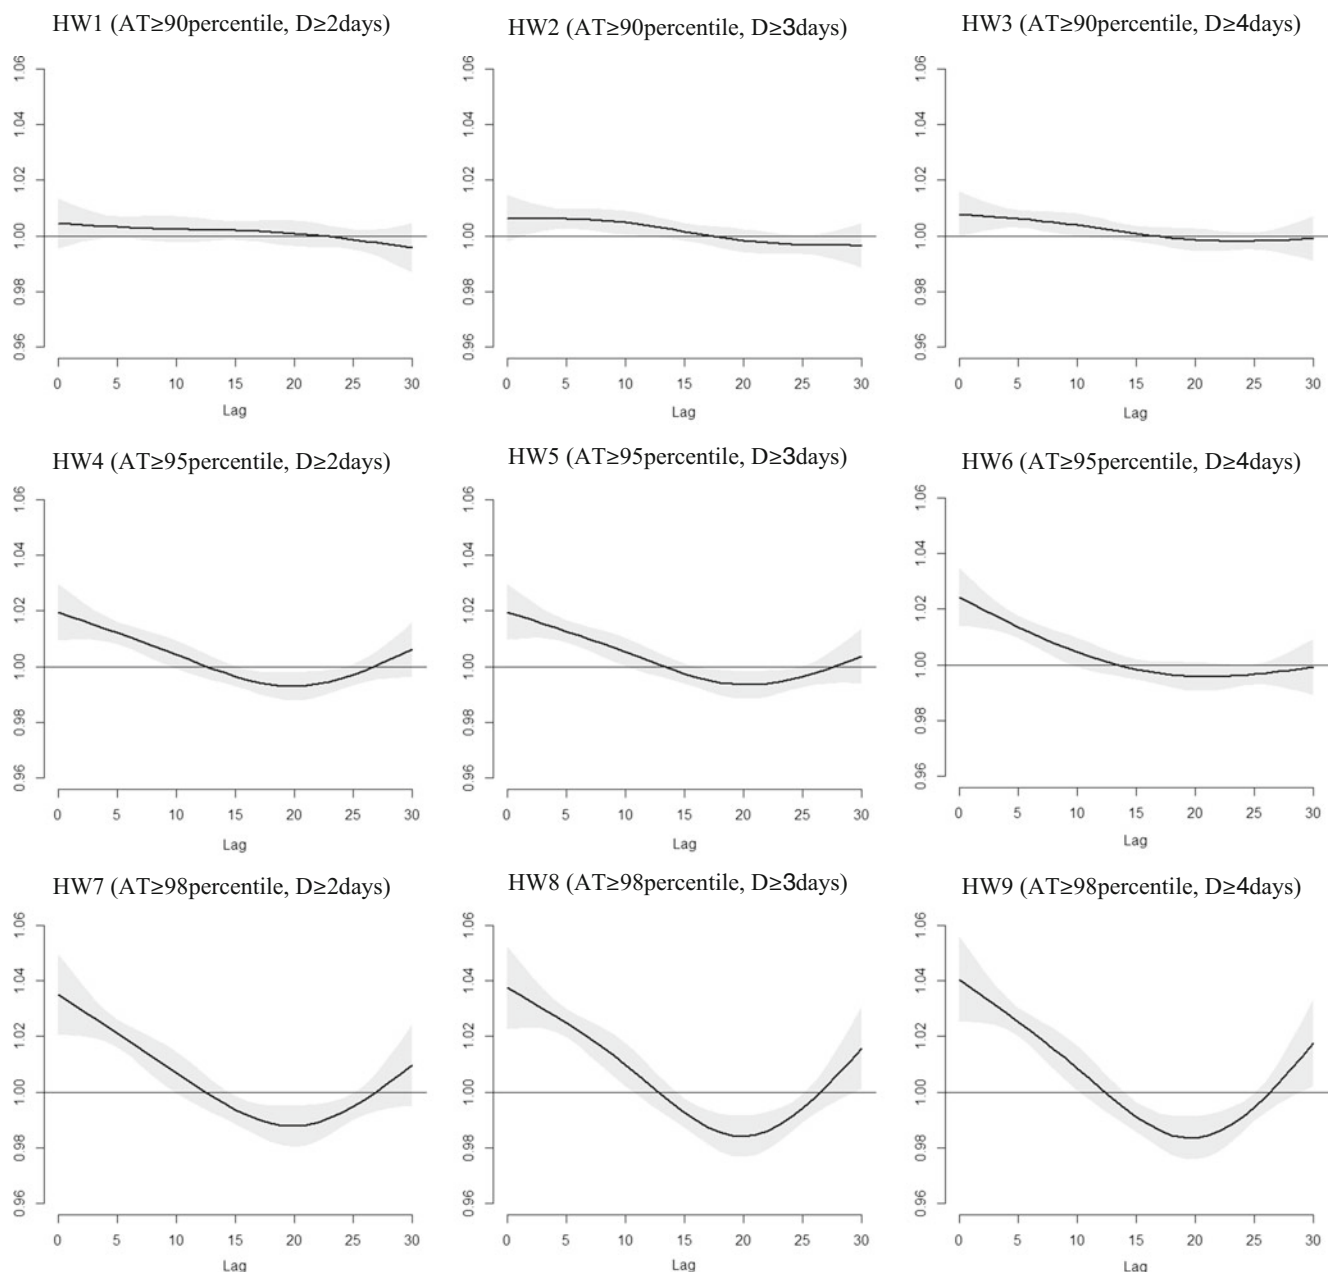 HW1 (AT≥90percentile, D≥2days)
HW2 (AT≥90percentile, D≥3days)
HW3 (AT≥90percentile, D≥4days)
1.06
1.04
1.02
1.00
0.98
0.96
0 5 10 15 20 25 30
Lag
1.06
1.04
1.02
1.00
0.98
0.96
0 5 10 15 20 25 30
Lag
1.06
1.04
1.02
1.00
0.98
0.96
0 5 10 15 20 25 30
Lag
HW4 (AT≥95percentile, D≥2days)
HW5 (AT≥95percentile, D≥3days)
HW6 (AT≥95percentile, D≥4days)
1.06
1.04
1.02
1.00
0.98
0.96
0 5 10 15 20 25 30
Lag
1.06
1.04
1.02
1.00
0.98
0.96
0 5 10 15 20 25 30
Lag
1.06
1.04
1.02
1.00
0.98
0.96
0 5 10 15 20 25 30
Lag
HW7 (AT≥98percentile, D≥2days)
HW8 (AT≥98percentile, D≥3days)
HW9 (AT≥98percentile, D≥4days)
1.06
1.04
1.02
1.00
0.98
0.96
0 5 10 15 20 25 30
Lag
1.06
1.04
1.02
1.00
0.98
0.96
0 5 10 15 20 25 30
Lag
1.06
1.04
1.02
1.00
0.98
0.96
0 5 10 15 20 25 30
Lag